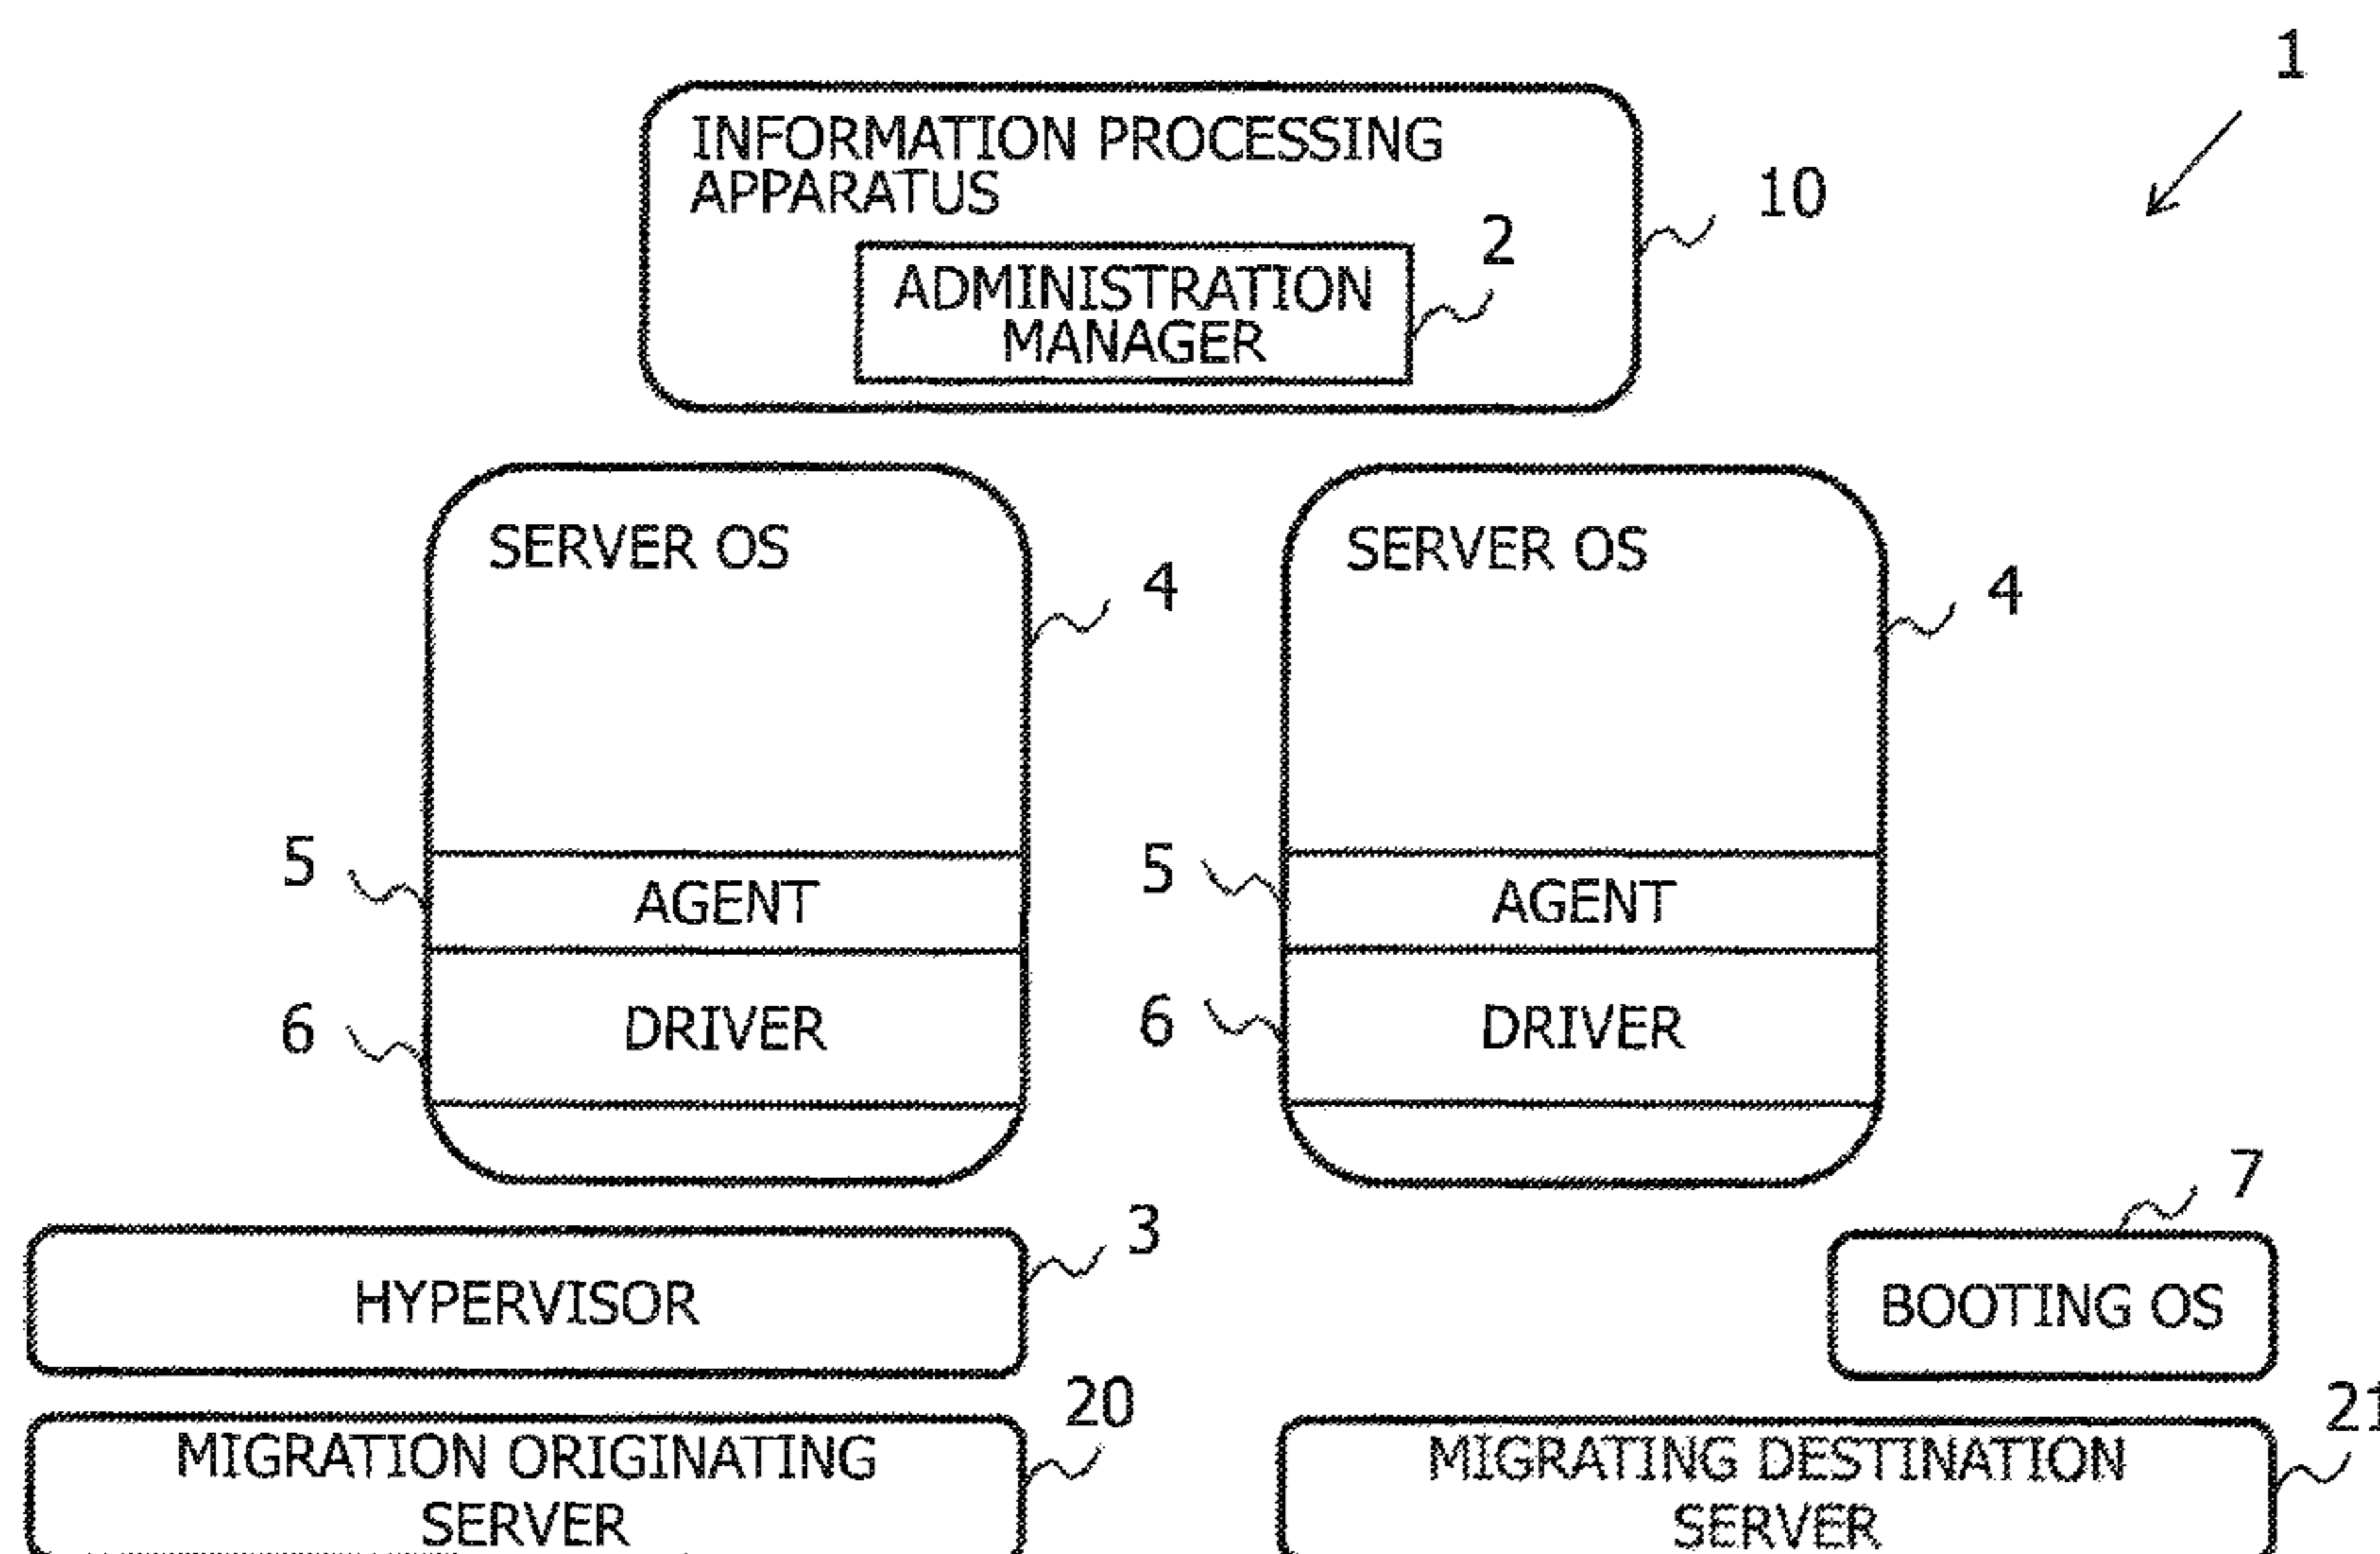 1
INFORMATION PROCESSING
APPARATUS
10
2
ADMINISTRATION
MANAGER
SERVER OS
4
SERVER OS
4
5
AGENT
5
AGENT
6
DRIVER
6
DRIVER
7
3
HYPERVISOR
BOOTING OS
20
21
MIGRATION ORIGINATING
SERVER
MIGRATING DESTINATION
SERVER